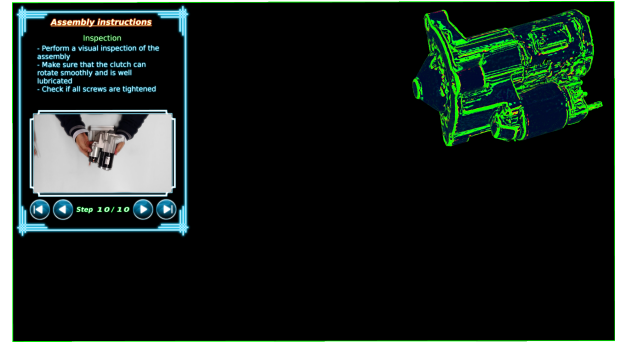 Assembly Instructions
Inspection
- Perform a visual inspection of the
assembly
- Make sure that the clutch can
rotate smoothly and is well
lubricated
- Check if all screws are tightened
Step 10/10